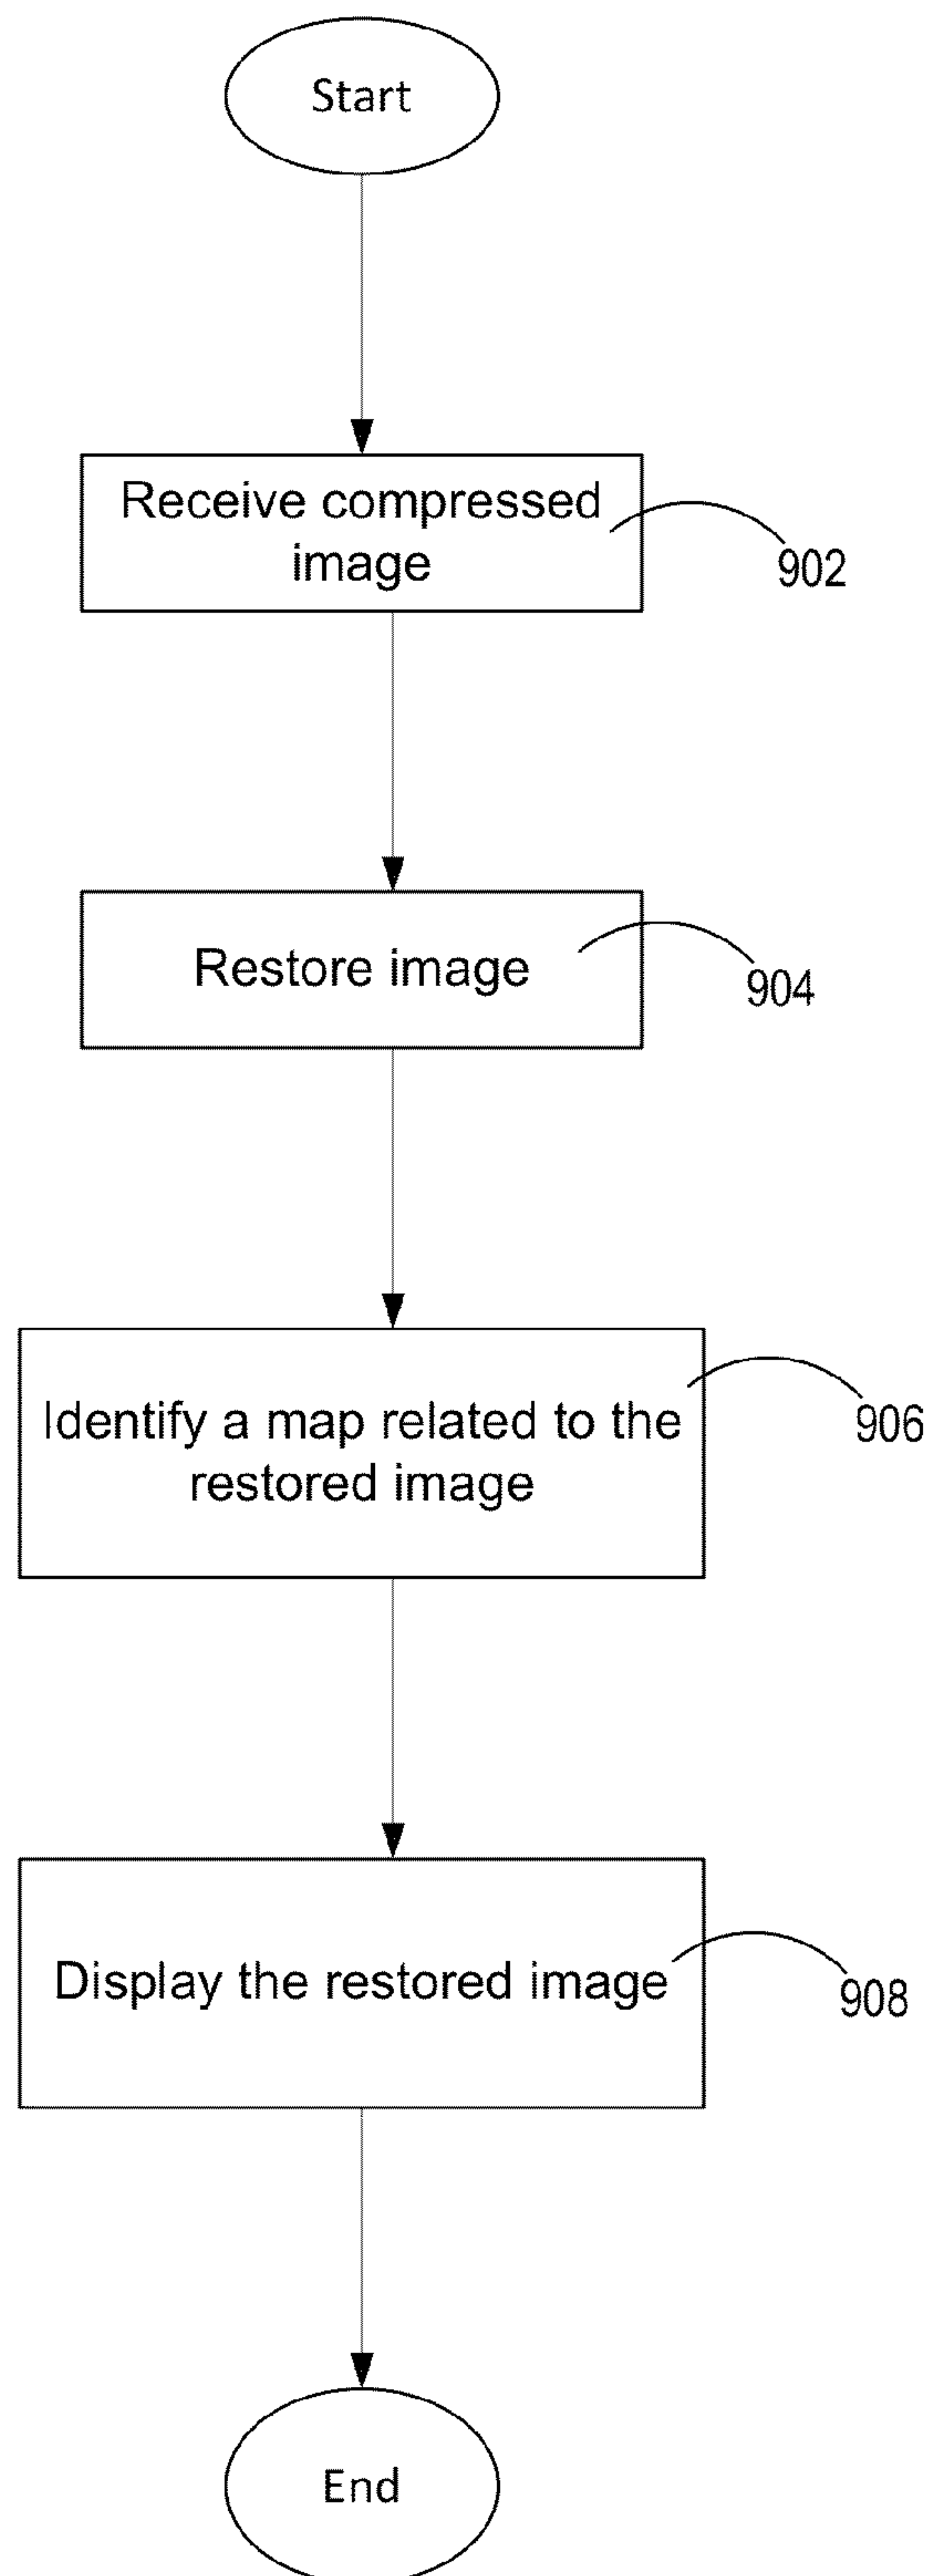 Start
Receive compressed
image
902
Restore image
904
Identify a map related to the
restored image
906
Display the restored image
908
End